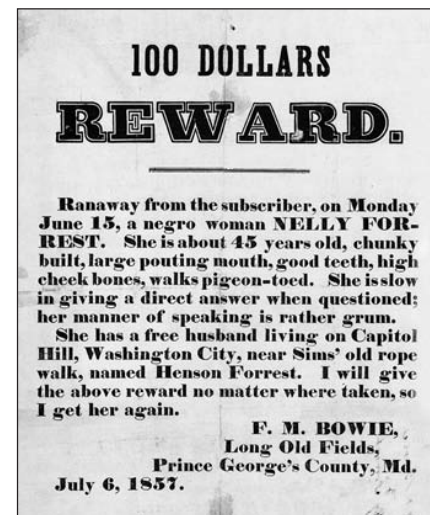 100 DOLLARS
REWARD.
Ranaway from the subscriber, on Monday
June 15, a negro woman NELLY FOR-
REST. She is about 45 years old, chunky
built, large pouting mouth, good teeth, high
cheek bones, walks pigeon-toed. She is slow
in giving a direct answer when questioned;
her manner of speaking is rather grum.
She has a free husband living on Capitol
Hill, Washington City, near Sims' old rope
walk, named Henson Forrest. I will give
the above reward no matter where taken, so
I get her again.
F. M. BOWIE,
Long Old Fields,
Prince George's County, Md.
July 6, 1857.